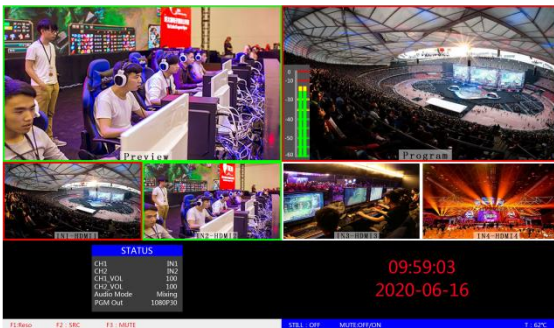 Preview
0
-10
-20
-30
-40
-50
-60
Program
IN1-HDMI1
IN2-HDMI2
IN3-HDMI3
IN4-HDMI4
STATUS
CH1 IN1
CH2 IN2
CH1_VOL 100
CH2_VOL 100
Audio Mode Mixing
PGM Out 1080P30
09:59:03
2020-06-16
F1:Reso F2 : SRC F3 : MUTE
STILL : OFF MUTE:OFF/ON T : 62℃